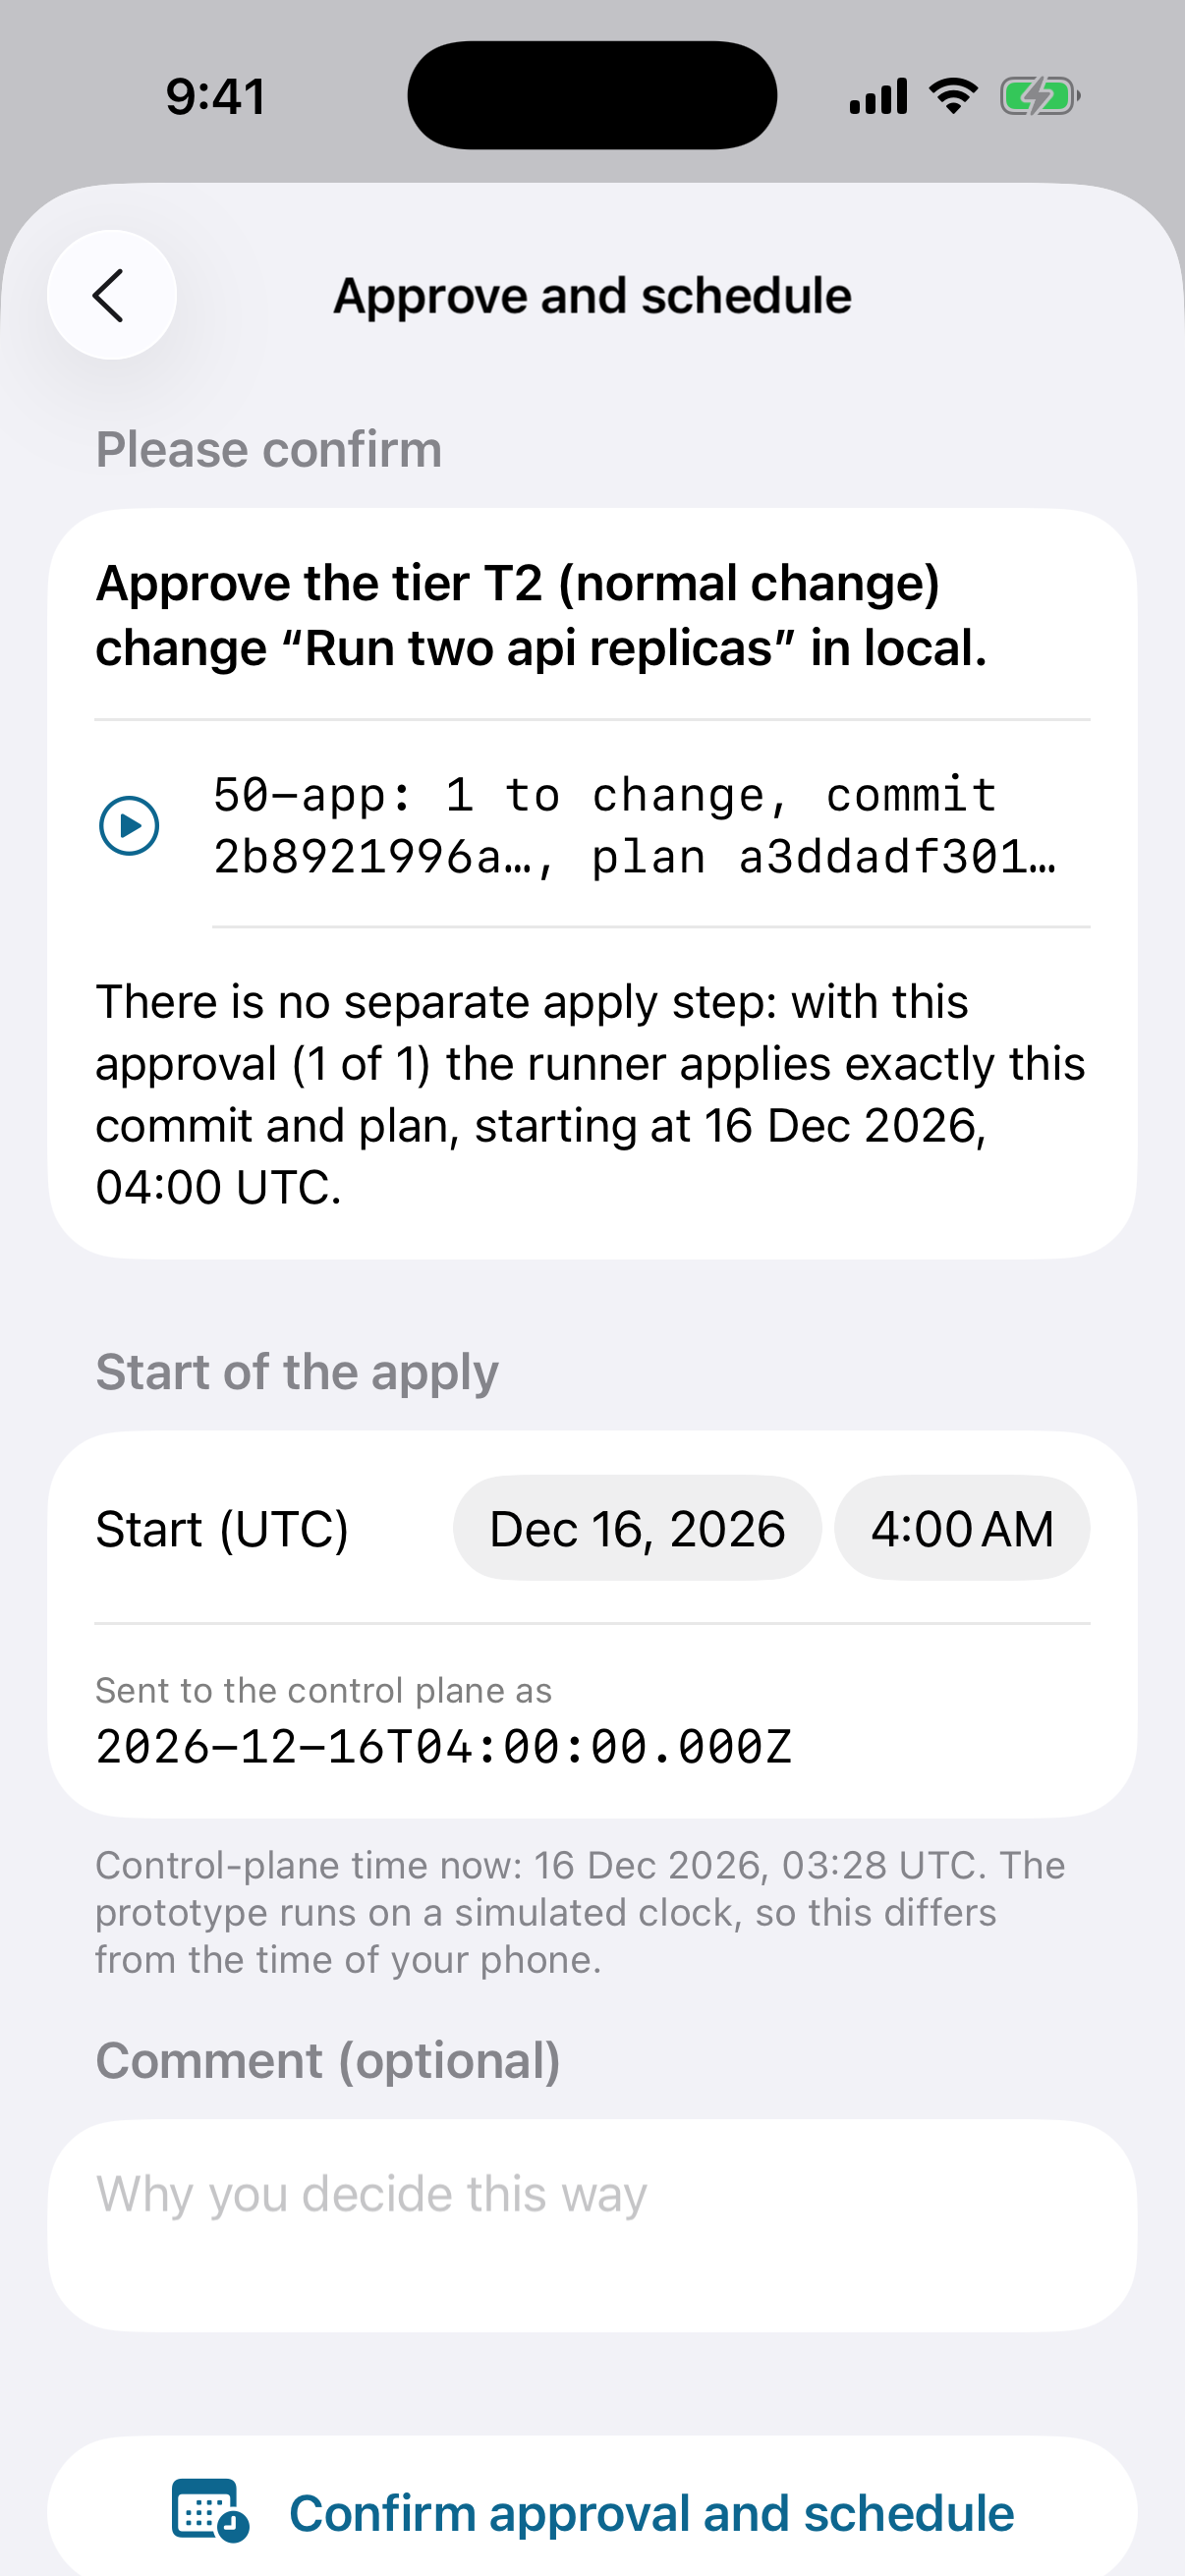 9:41
Approve and schedule
Please confirm
Approve the tier T2 (normal change)
change “Run two api replicas” in local.
50-app: 1 to change, commit
2b8921996a…, plan a3ddadf301…
There is no separate apply step: with this
approval (1 of 1) the runner applies exactly this
commit and plan, starting at 16 Dec 2026,
04:00 UTC.
Start of the apply
Start (UTC) Dec 16, 2026 4:00 AM
Sent to the control plane as
2026-12-16T04:00:00.000Z
Control-plane time now: 16 Dec 2026, 03:28 UTC. The
prototype runs on a simulated clock, so this differs
from the time of your phone.
Comment (optional)
Why you decide this way
Confirm approval and schedule